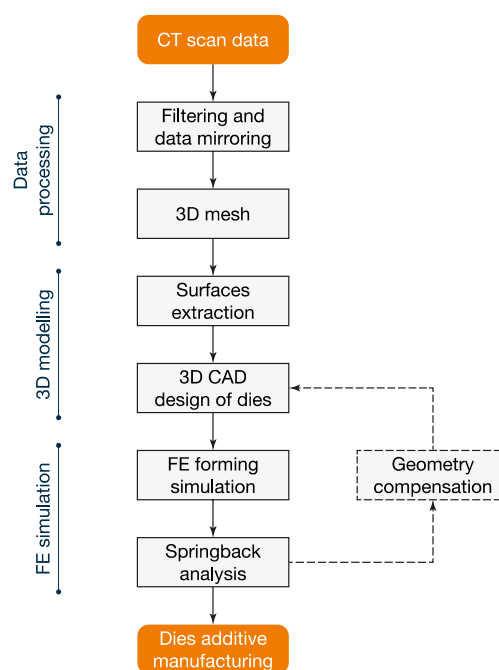 CT scan data
Data
processing
Filtering and
data mirroring
3D mesh
3D modelling
Surfaces
extraction
3D CAD
design of dies
FE simulation
FE forming
simulation
Geometry
compensation
Springback
analysis
Dies additive
manufacturing